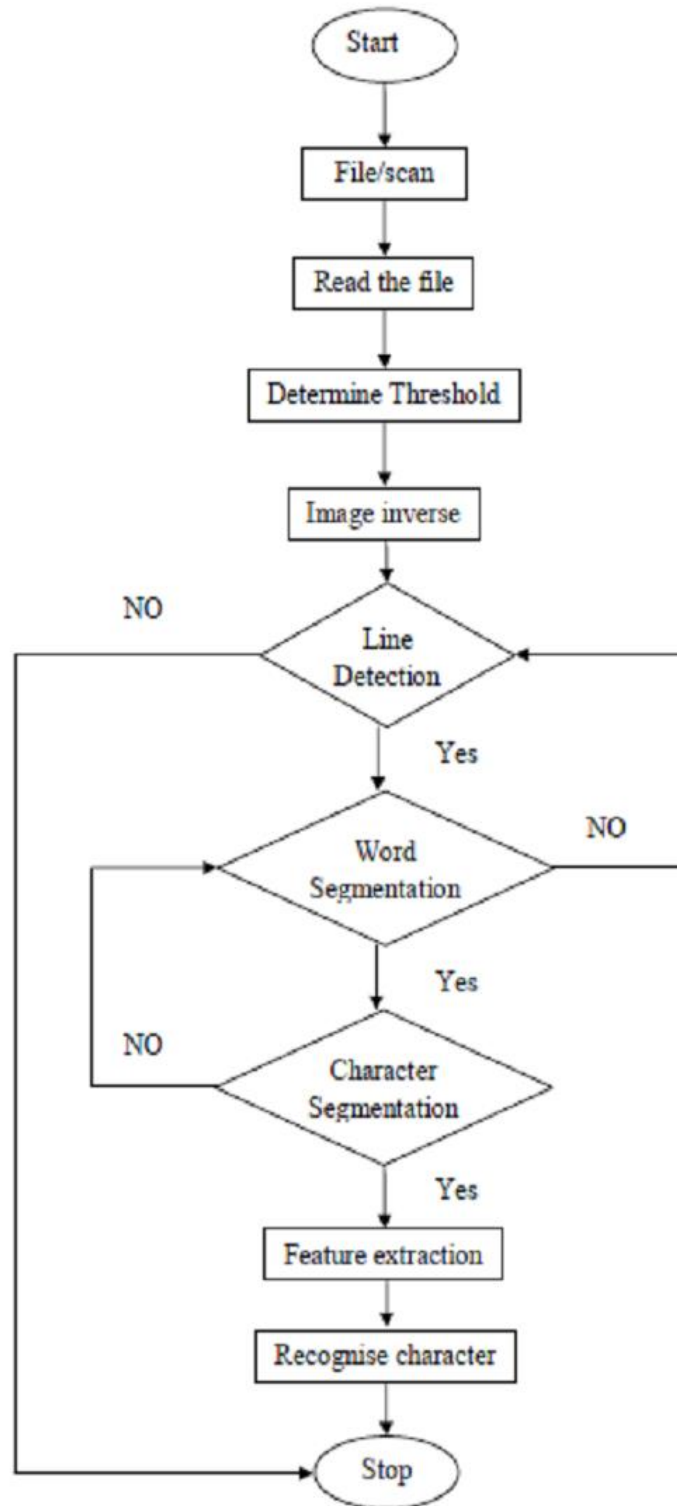 Start
File/scan
Read the file
Determine Threshold
Image inverse
NO
Line
Detection
Yes
Word
Segmentation
NO
Yes
NO
Character
Segmentation
Yes
Feature extraction
Recognise character
Stop